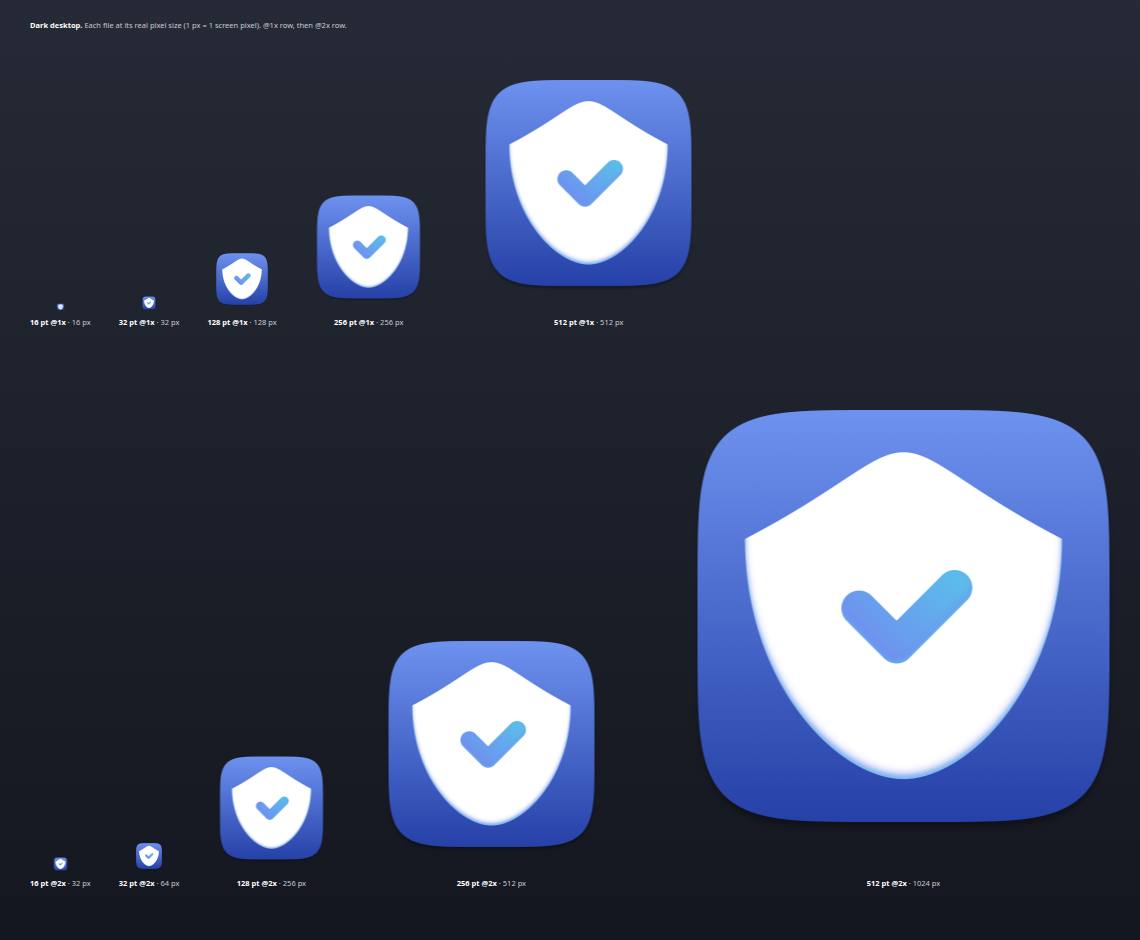 Dark desktop. Each file at its real pixel size (1 px = 1 screen pixel). @1x row, then @2x row.
16 pt @1x · 16 px
32 pt @1x · 32 px
128 pt @1x · 128 px
256 pt @1x · 256 px
512 pt @1x · 512 px
16 pt @2x · 32 px
32 pt @2x · 64 px
128 pt @2x · 256 px
256 pt @2x · 512 px
512 pt @2x · 1024 px